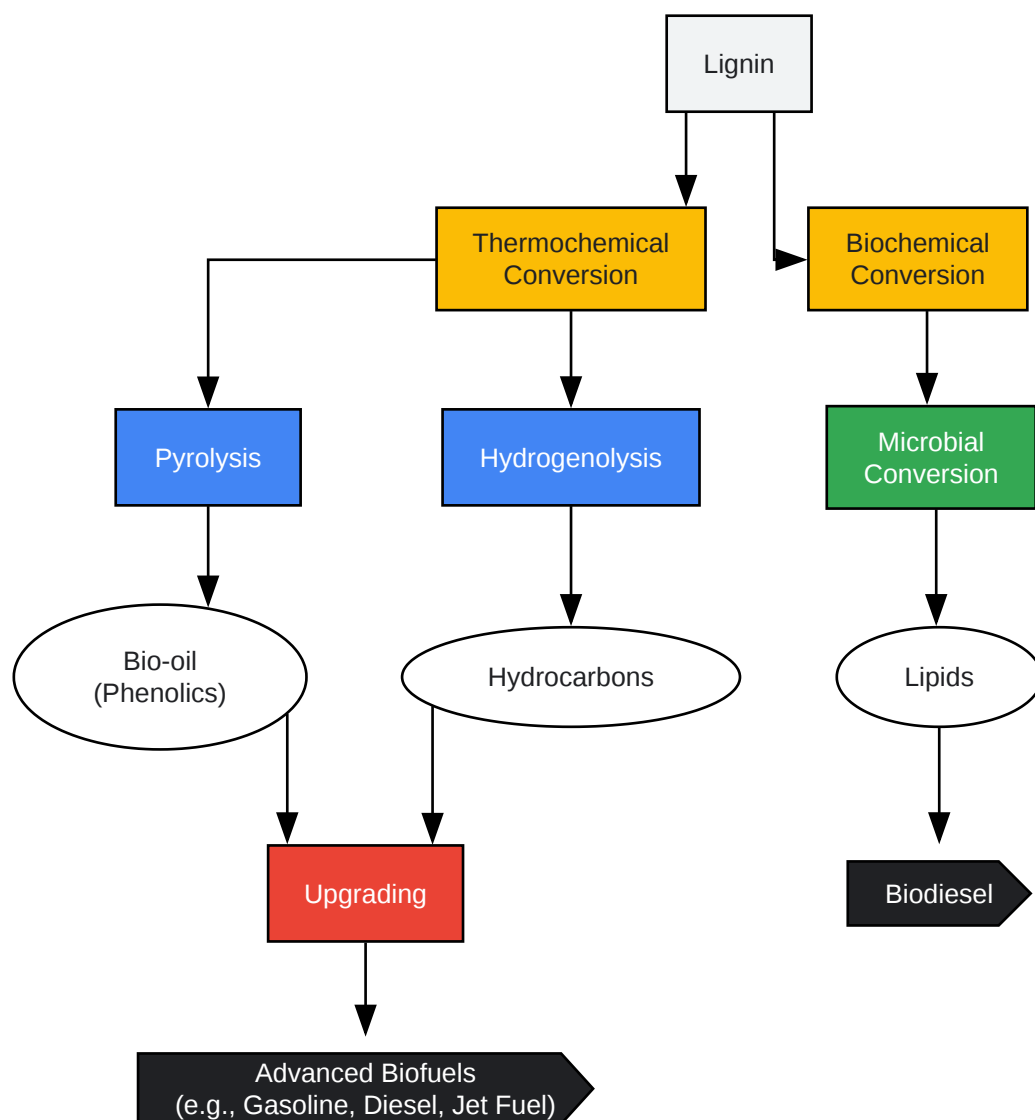 Lignin
Thermochemical
Conversion
Biochemical
Conversion
Pyrolysis
Hydrogenolysis
Microbial
Conversion
Bio-oil
(Phenolics)
Hydrocarbons
Lipids
Upgrading
Biodiesel
Advanced Biofuels
(e.g., Gasoline, Diesel, Jet Fuel)